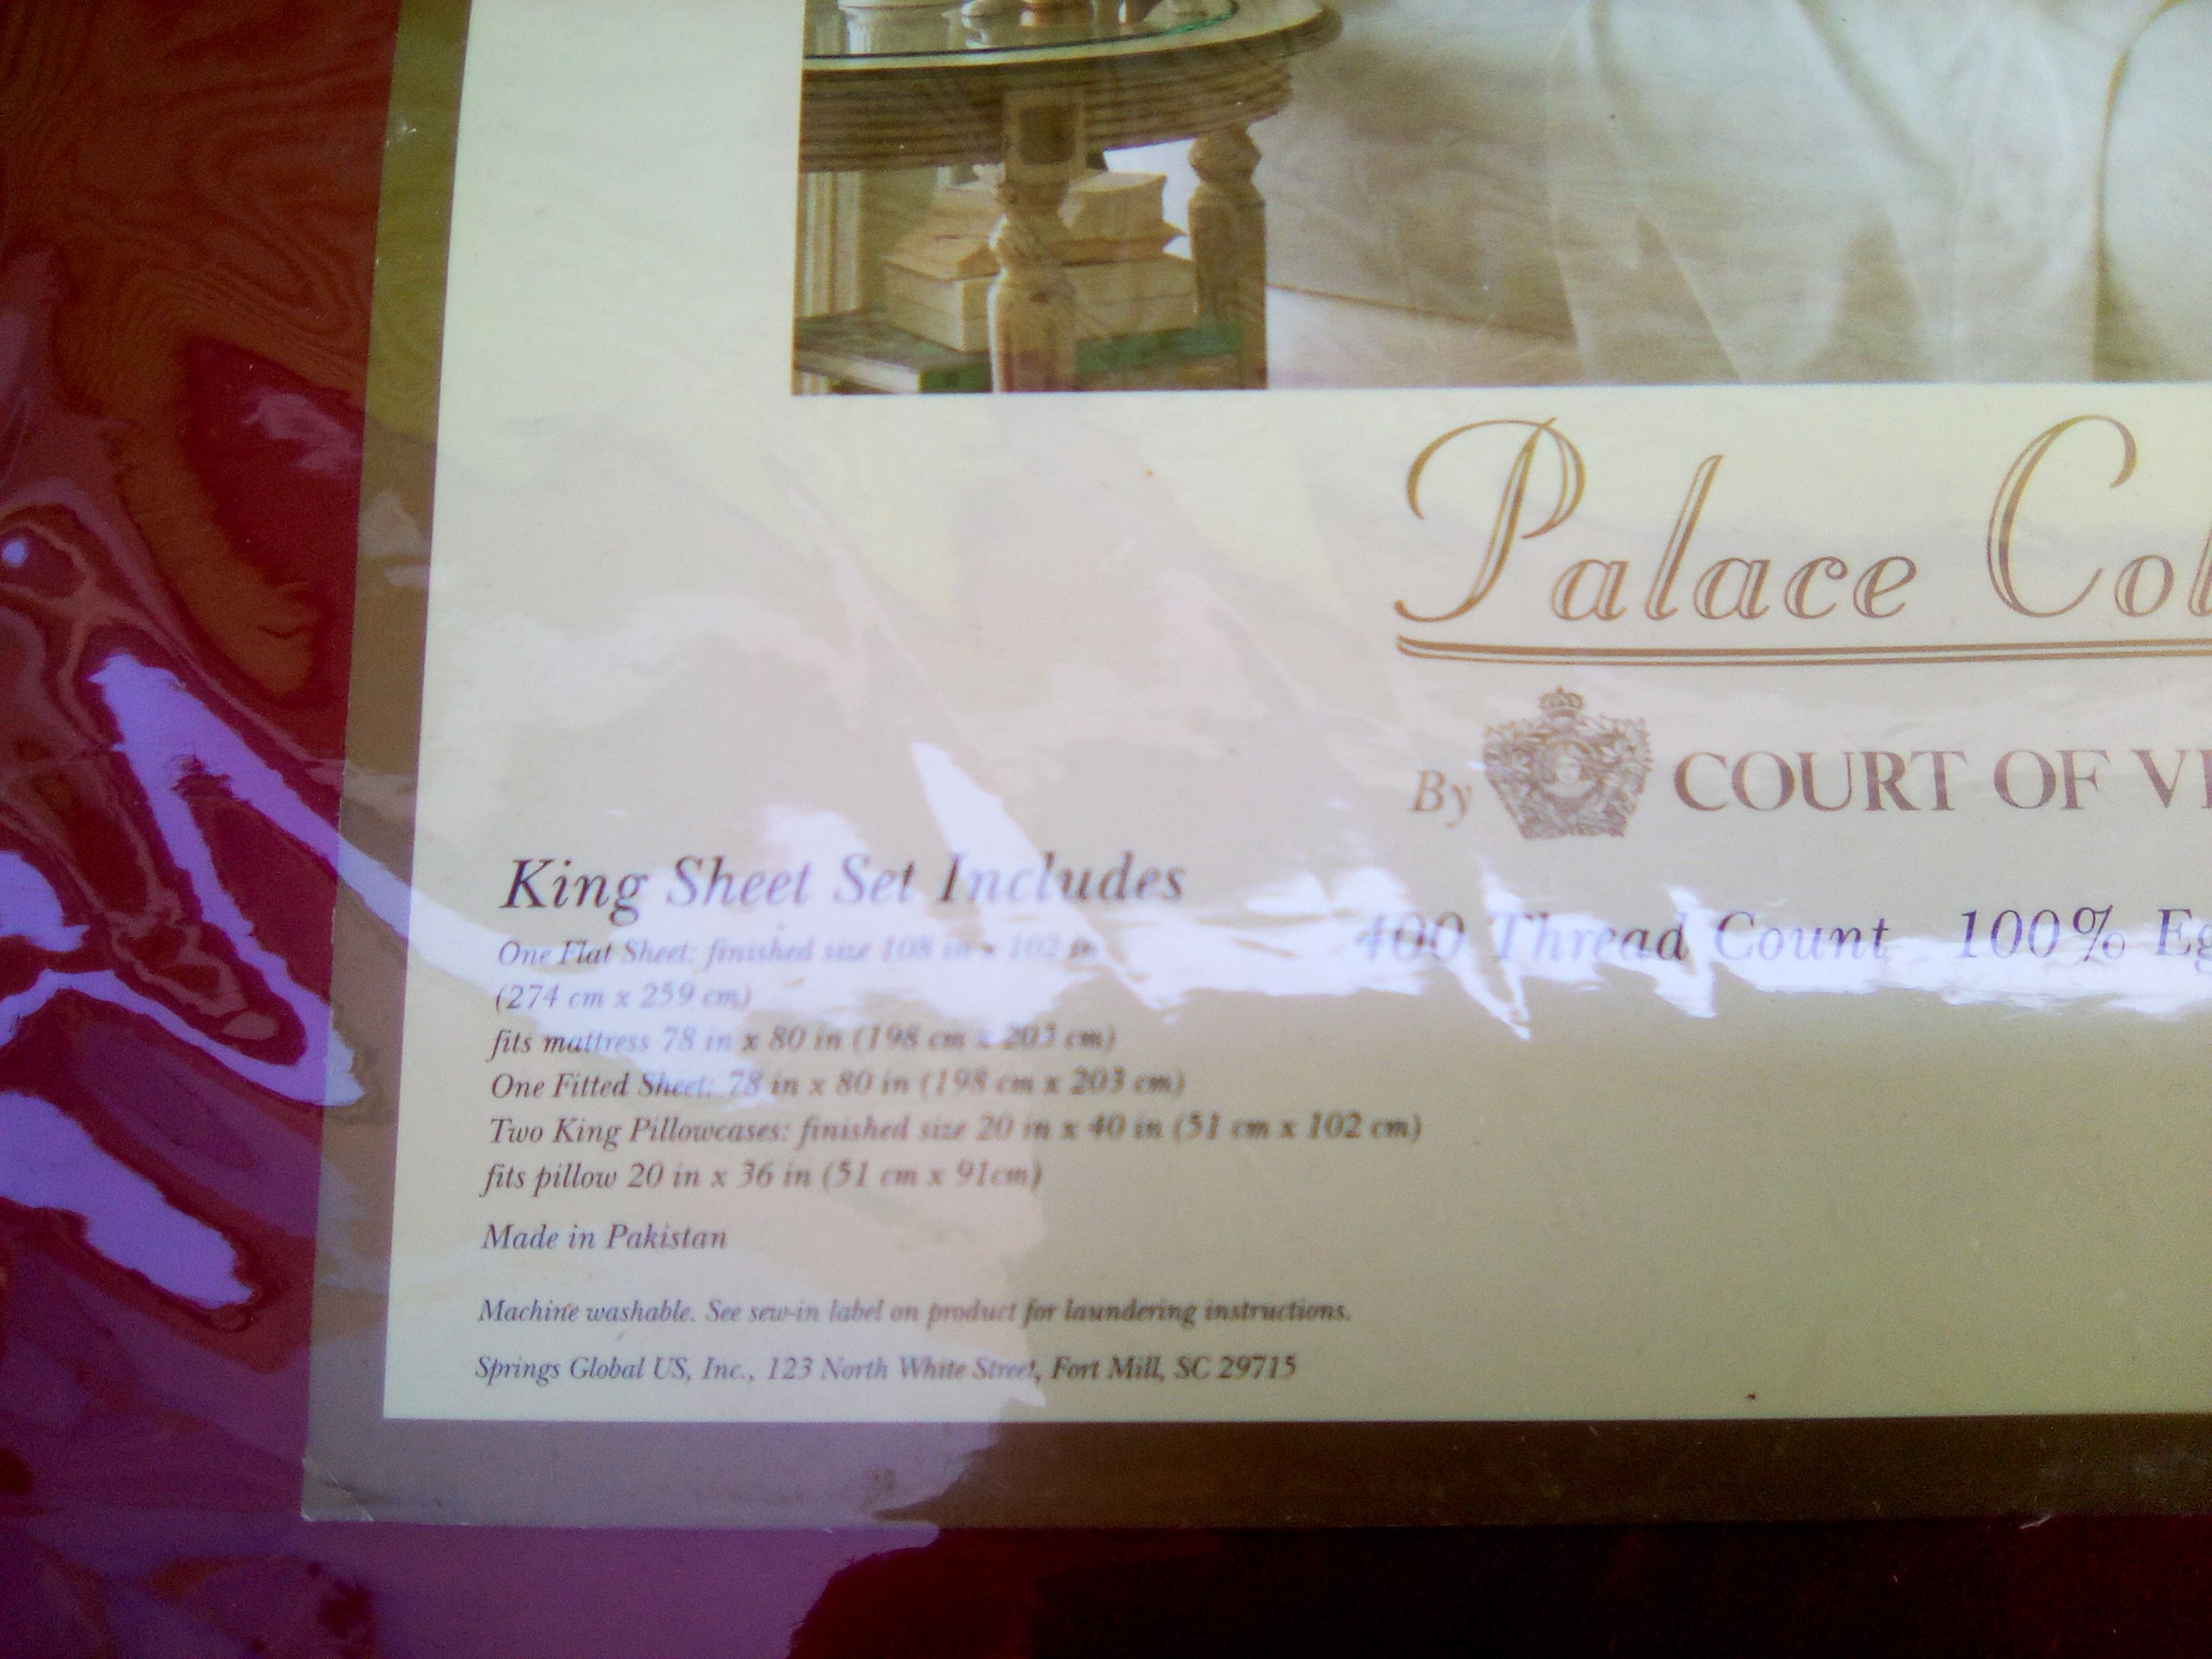 Palace Col
By COURT OF V
King Sheet Set Includes
400 Thread Count 100% Eg
One Flat Sheet: finished size 108 in x 102 in
(274 cm x 259 cm)
fits mattress 78 in x 80 in (198 cm x 203 cm)
One Fitted Sheet: 78 in x 80 in (198 cm x 203 cm)
Two King Pillowcases: finished size 20 in x 40 in (51 cm x 102 cm)
fits pillow 20 in x 36 in (51 cm x 91cm)
Made in Pakistan
Machine washable. See sew-in label on product for laundering instructions.
Springs Global US, Inc., 123 North White Street, Fort Mill, SC 29715